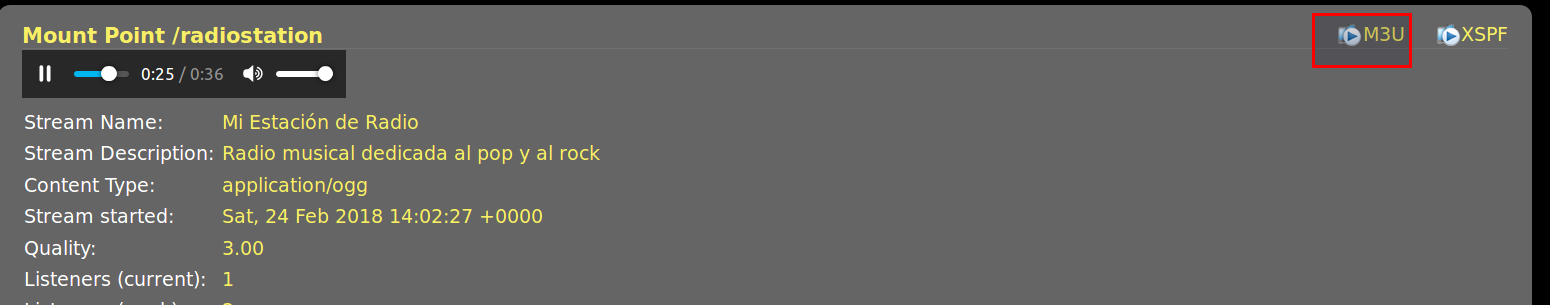 Mount Point /radiostation M3U XSPF
0:25 / 0:36
Stream Name: Mi Estación de Radio
Stream Description: Radio musical dedicada al pop y al rock
Content Type: application/ogg
Stream started: Sat, 24 Feb 2018 14:02:27 +0000
Quality: 3.00
Listeners (current): 1